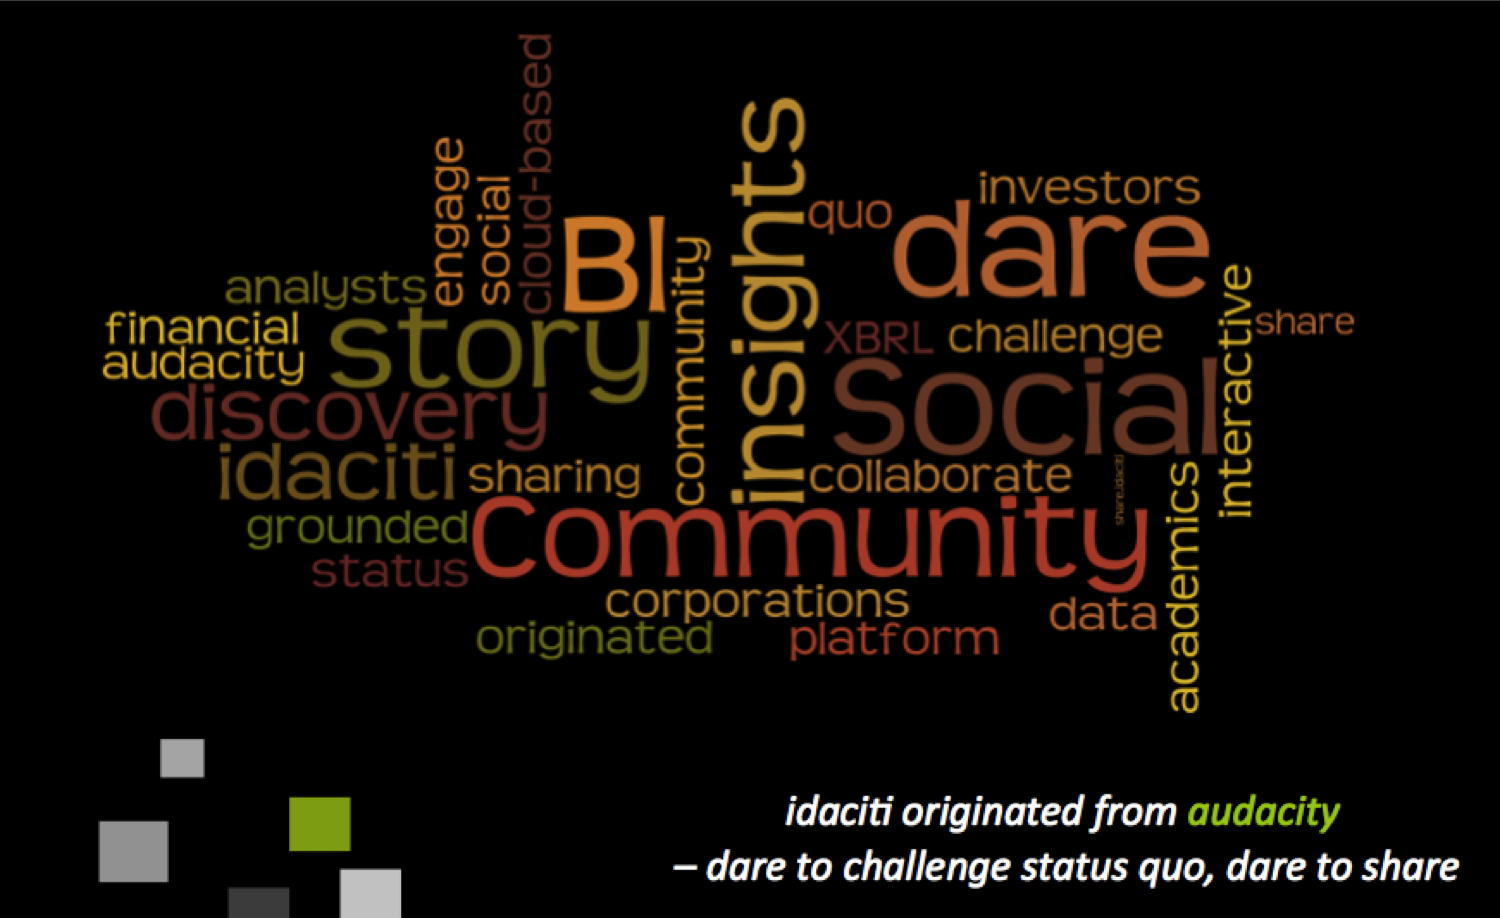 cloud-based
engage
social
BI
community
insights
quo
investors
dare
analysts
financial
audacity
story
XBRL
challenge
interactive
share
discovery
Social
idaciti
sharing
collaborate
share.idaciti
grounded
Community
academics
status
corporations
data
originated
platform
idaciti originated from audacity
– dare to challenge status quo, dare to share